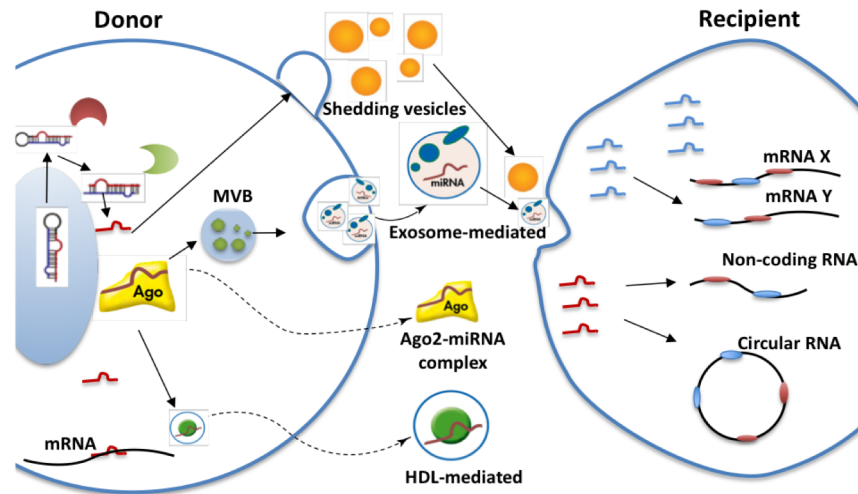 Donor
Recipient
Shedding vesicles
MVB
miRNA
Exosome-mediated
mRNA X
mRNA Y
Ago
Ago
Ago2-miRNA
complex
Non-coding RNA
Circular RNA
mRNA
HDL-mediated